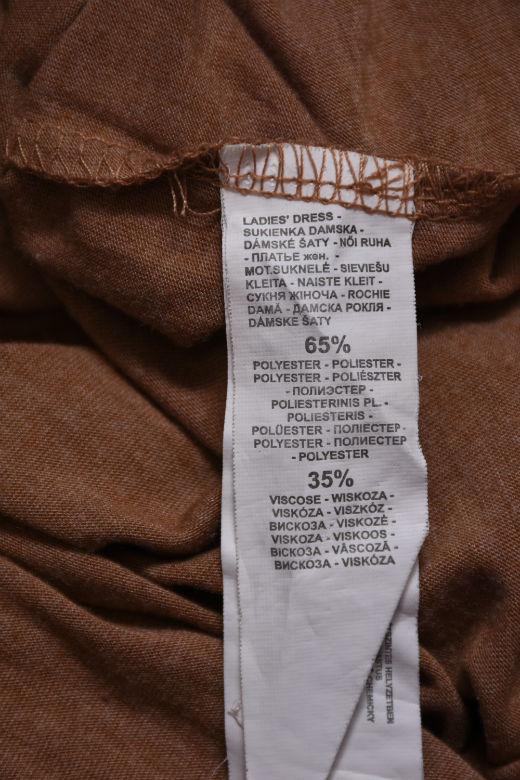 LADIES' DRESS -
SUKIENKA DAMSKA -
DÁMSKÉ ŠATY - NŐI RUHA
- ПЛАТЬЕ жен. -
MOT.SUKNELĖ - SIEVIEŠU
KLEITA - NAISTE KLEIT -
СУКНЯ ЖІНОЧА - ROCHIE
DAMĂ - ДАМСКА РОКЛЯ -
DÁMSKE ŠATY
65%
POLYESTER - POLIESTER -
POLYESTER - POLIÉSZTER
- ПОЛИЭСТЕР -
POLIESTERINIS PL. -
POLIESTERIS -
POLÜESTER - ПОЛІЕСТЕР -
POLYESTER - ПОЛИЕСТЕР
- POLYESTER
35%
VISCOSE - WISKOZA -
VISKÓZA - VISZKÓZ -
ВИСКОЗА - VISKOZĖ -
VISKOZA - VISKOOS -
ВІСКОЗА - VÂSCOZĂ -
ВИСКОЗА - VISKÓZA
HELYZETBEN
CHEMICKY